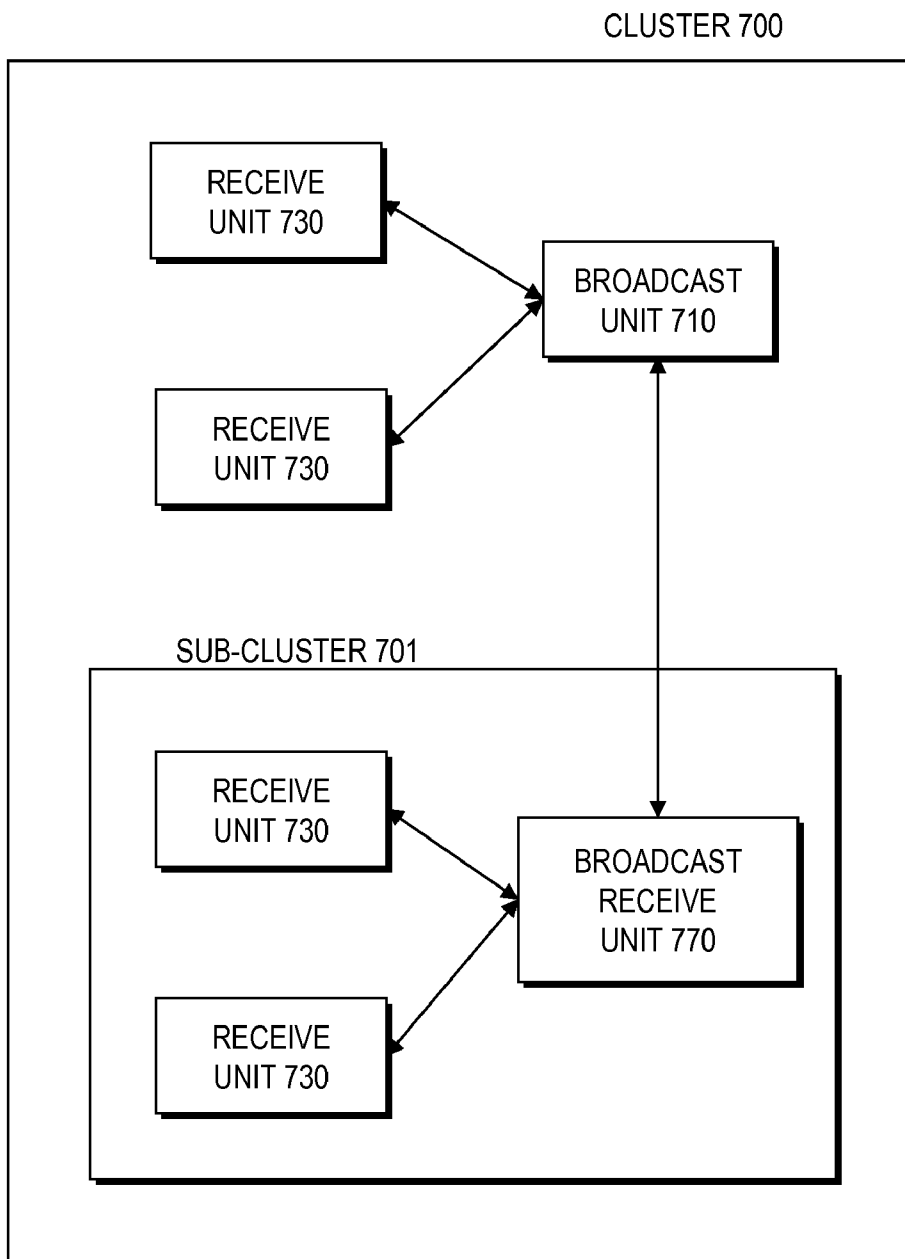 CLUSTER 700
RECEIVE
UNIT 730
BROADCAST
UNIT 710
RECEIVE
UNIT 730
SUB-CLUSTER 701
RECEIVE
UNIT 730
BROADCAST
RECEIVE
UNIT 770
RECEIVE
UNIT 730